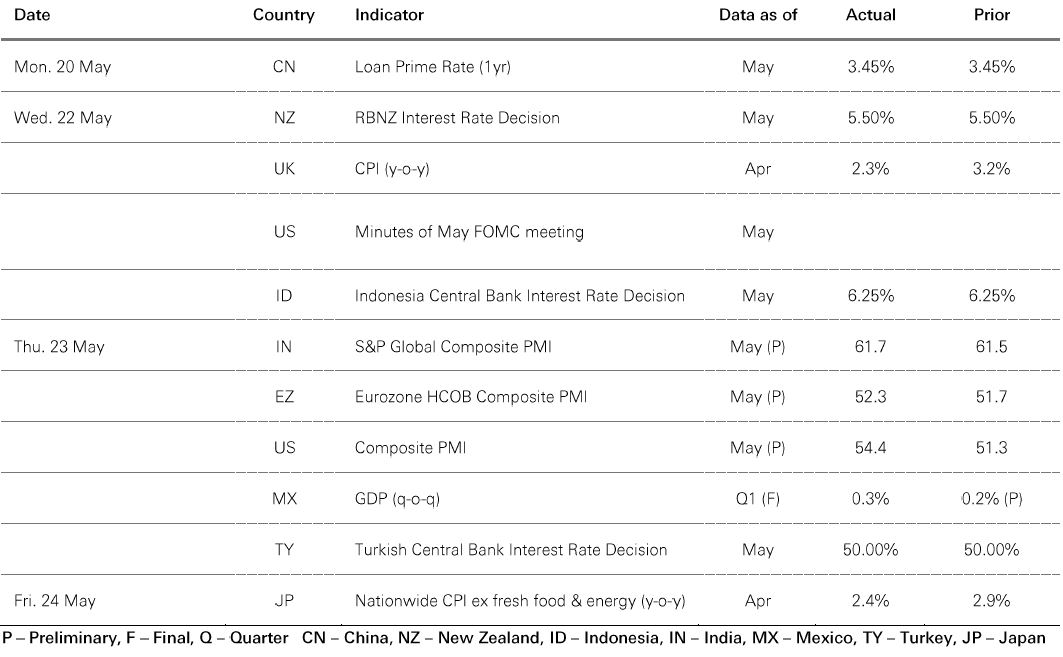 Date Country Indicator Data as of Actual Prior
Mon. 20 May CN Loan Prime Rate (1yr) May 3.45% 3.45%
Wed. 22 May NZ RBNZ Interest Rate Decision May 5.50% 5.50%
UK CPI (y-o-y) Apr 2.3% 3.2%
US Minutes of May FOMC meeting May
ID Indonesia Central Bank Interest Rate Decision May 6.25% 6.25%
Thu. 23 May IN S&P Global Composite PMI May (P) 61.7 61.5
EZ Eurozone HCOB Composite PMI May (P) 52.3 51.7
US Composite PMI May (P) 54.4 51.3
MX GDP (q-o-q) Q1 (F) 0.3% 0.2% (P)
TY Turkish Central Bank Interest Rate Decision May 50.00% 50.00%
Fri. 24 May JP Nationwide CPI ex fresh food & energy (y-o-y) Apr 2.4% 2.9%
P – Preliminary, F – Final, Q – Quarter CN – China, NZ – New Zealand, ID – Indonesia, IN – India, MX – Mexico, TY – Turkey, JP – Japan